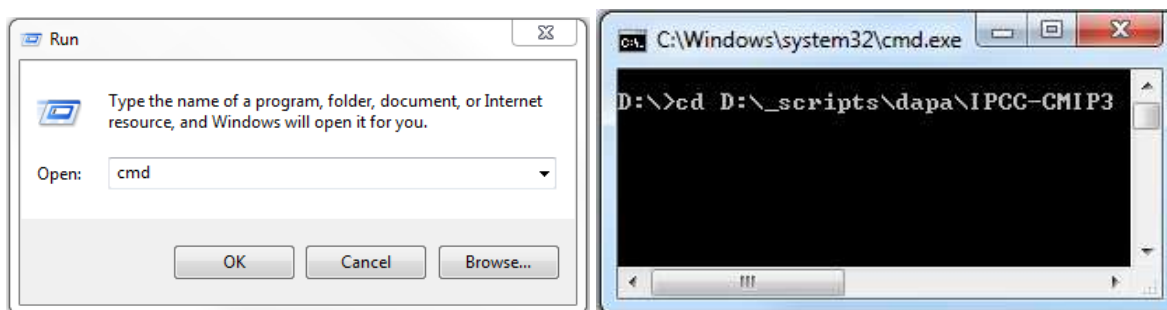 Run
Type the name of a program, folder, document, or Internet
resource, and Windows will open it for you.
Open:
cmd
OK
Cancel
Browse...
C:\Windows\system32\cmd.exe
D:\>cd D:\_scripts\dapa\IPCC-CMIP3